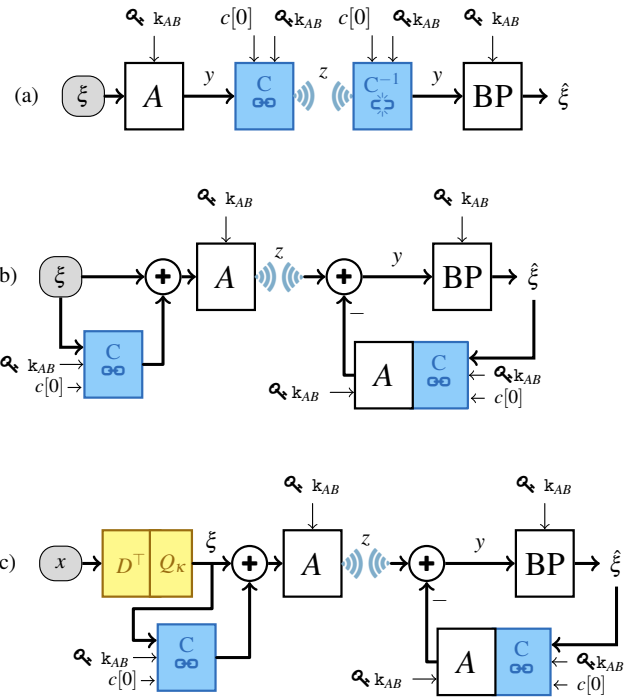 k_AB c[0] k_AB c[0] k_AB k_AB
(a) ξ A y C z C⁻¹ y BP ξ̂
k_AB k_AB
b) ξ + A z + y BP ξ̂
−
C
k_AB
c[0]
A C
k_AB k_AB
c[0]
k_AB k_AB
c) x D^⊤ Q_κ ξ + A z + y BP ξ̂
−
C
k_AB
c[0]
A C
k_AB k_AB
c[0]